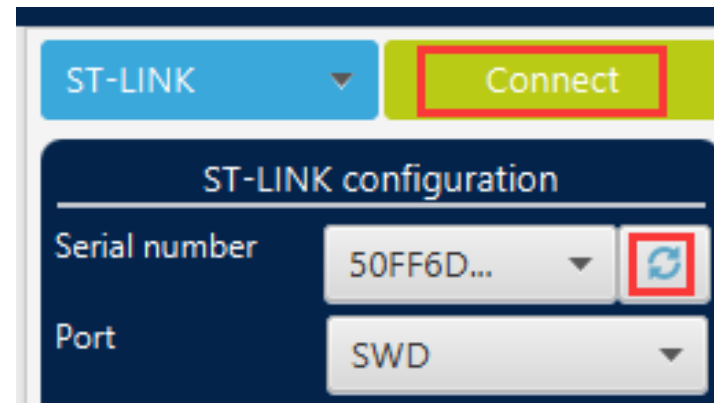 ST-LINK
Connect
ST-LINK configuration
Serial number
50FF6D...
Port
SWD